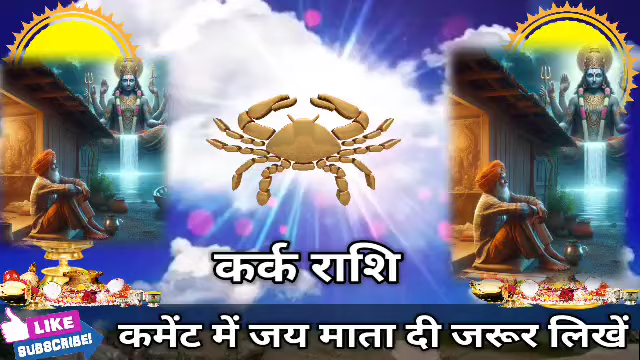 कर्क राशि
LIKE
SUBSCRIBE!
कमेंट में जय माता दी जरूर लिखें